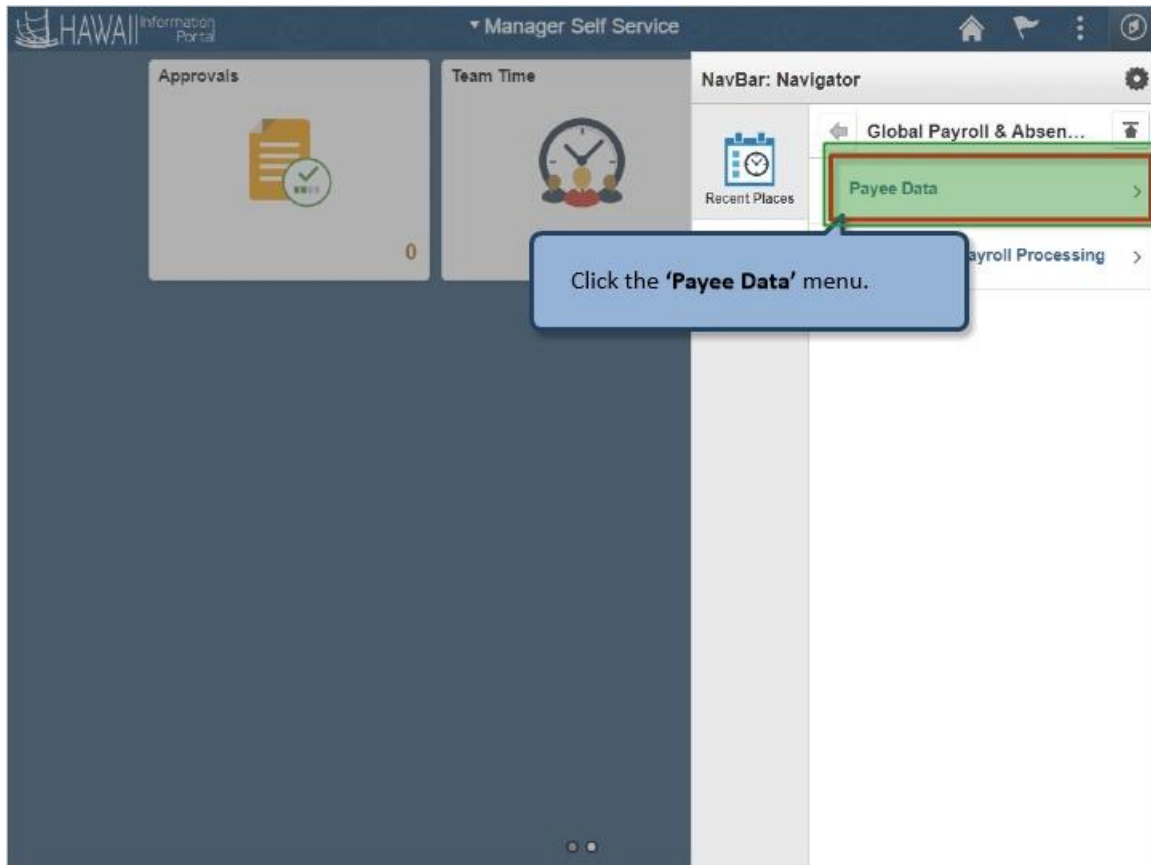 HAWAII Information
Portal
Manager Self Service
Approvals
0
Team Time
NavBar: Navigator
Recent Places
Global Payroll & Absen...
Payee Data
ayroll Processing
Click the ‘Payee Data’ menu.